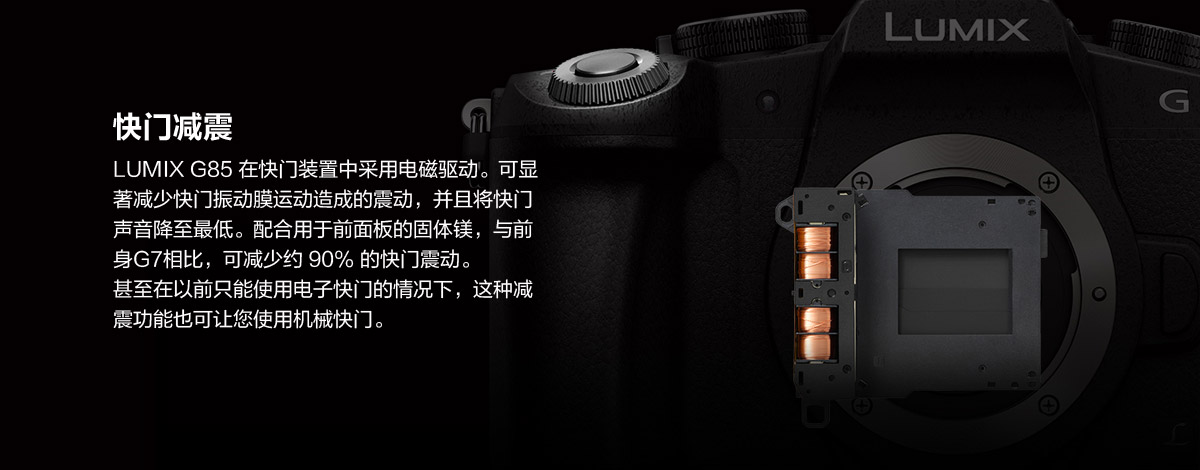 LUMIX
G
快门减震
LUMIX G85 在快门装置中采用电磁驱动。可显
著减少快门振动膜运动造成的震动，并且将快门
声音降至最低。配合用于前面板的固体镁，与前
身G7相比，可减少约 90% 的快门震动。
甚至在以前只能使用电子快门的情况下，这种减
震功能也可让您使用机械快门。